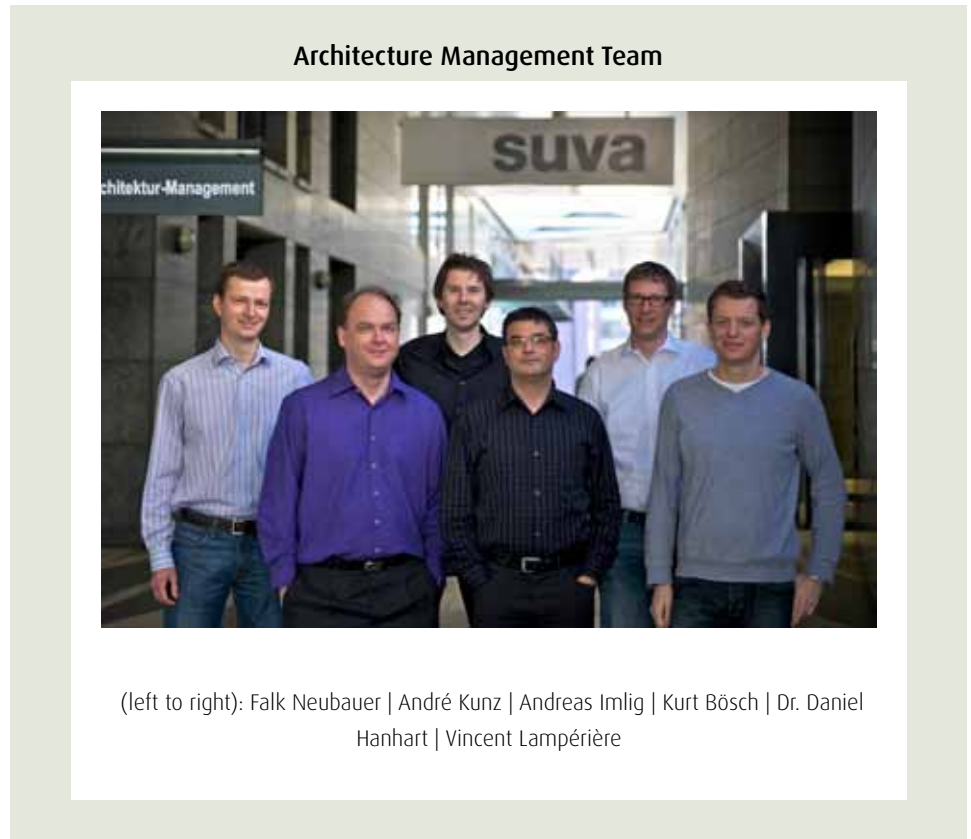 Architecture Management Team
suva
chitektur-Management
(left to right): Falk Neubauer | André Kunz | Andreas Imlig | Kurt Bösch | Dr. Daniel
Hanhart | Vincent Lampérière